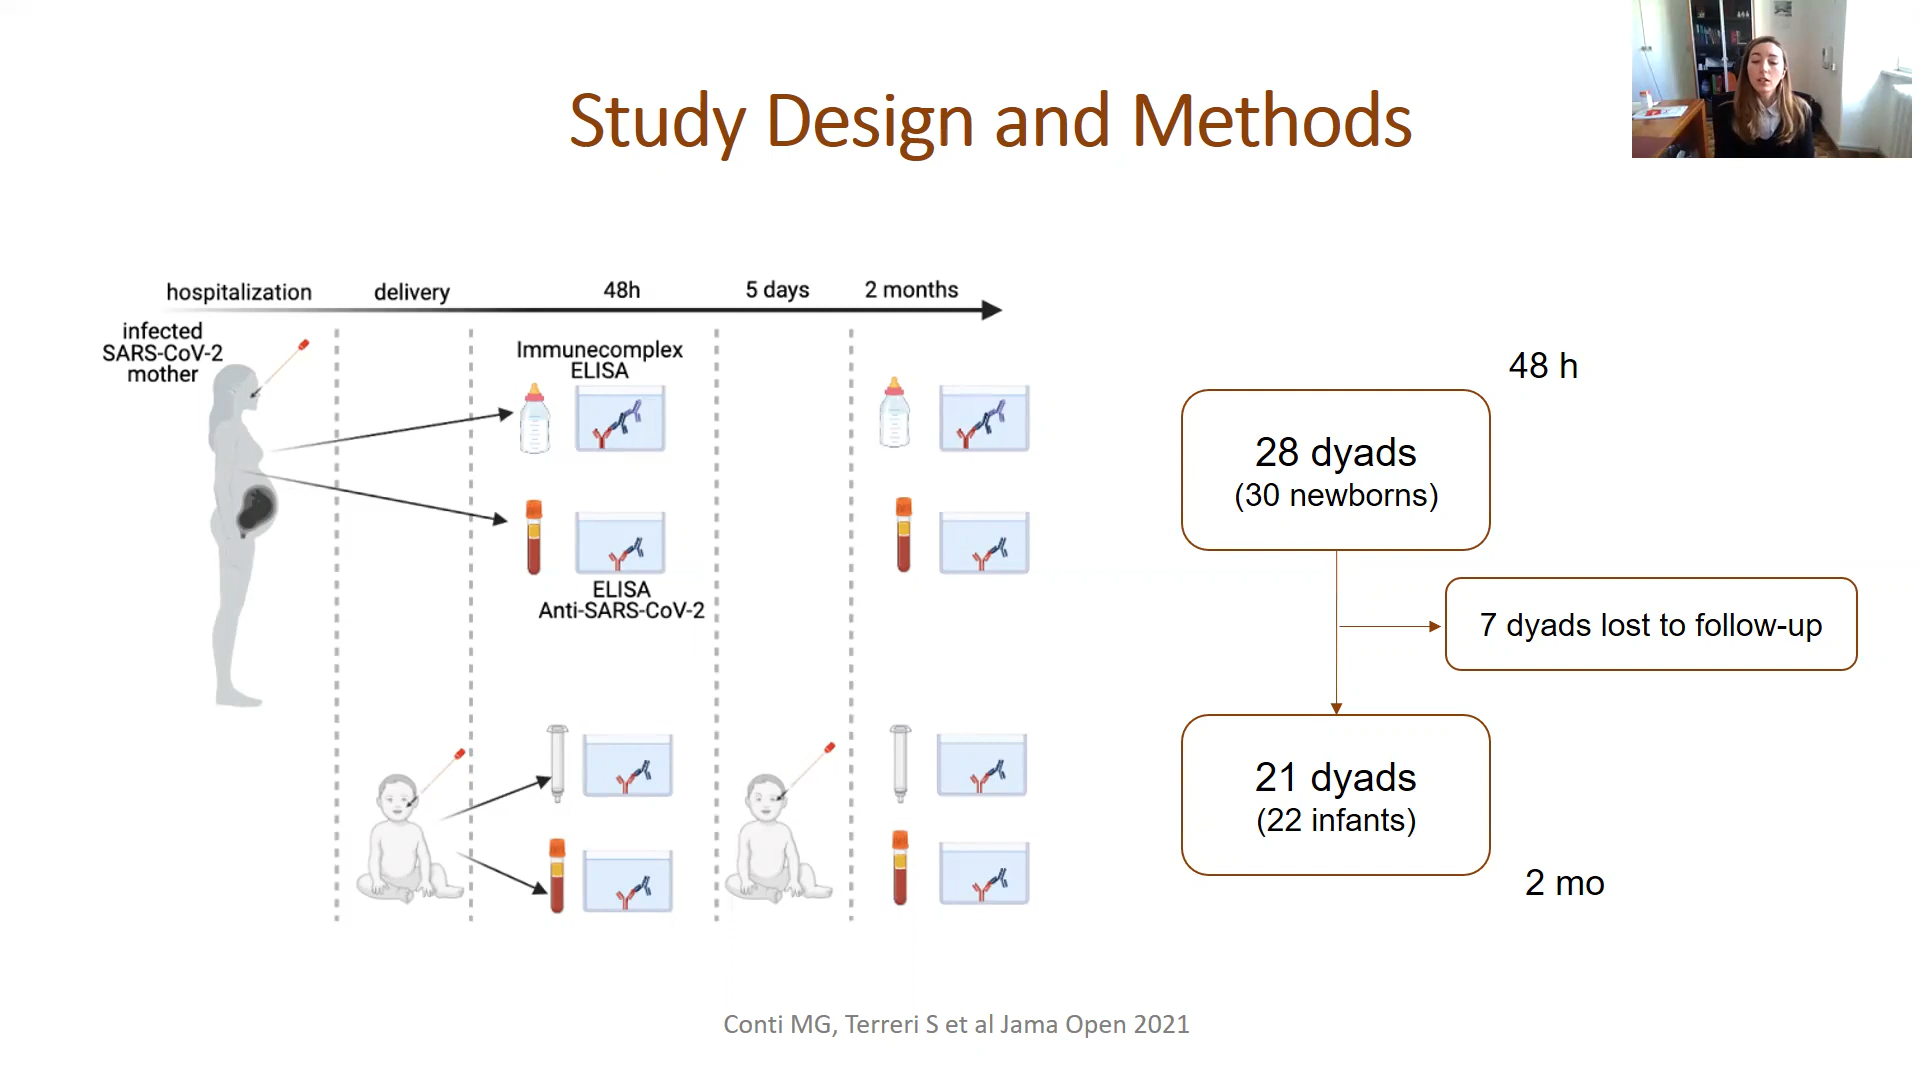 Study Design and Methods
hospitalization
delivery
48h
5 days
2 months
infected
SARS-CoV-2
mother
Immunecomplex
ELISA
ELISA
Anti-SARS-CoV-2
48 h
28 dyads
(30 newborns)
7 dyads lost to follow-up
21 dyads
(22 infants)
2 mo
Conti MG, Terreri S et al Jama Open 2021